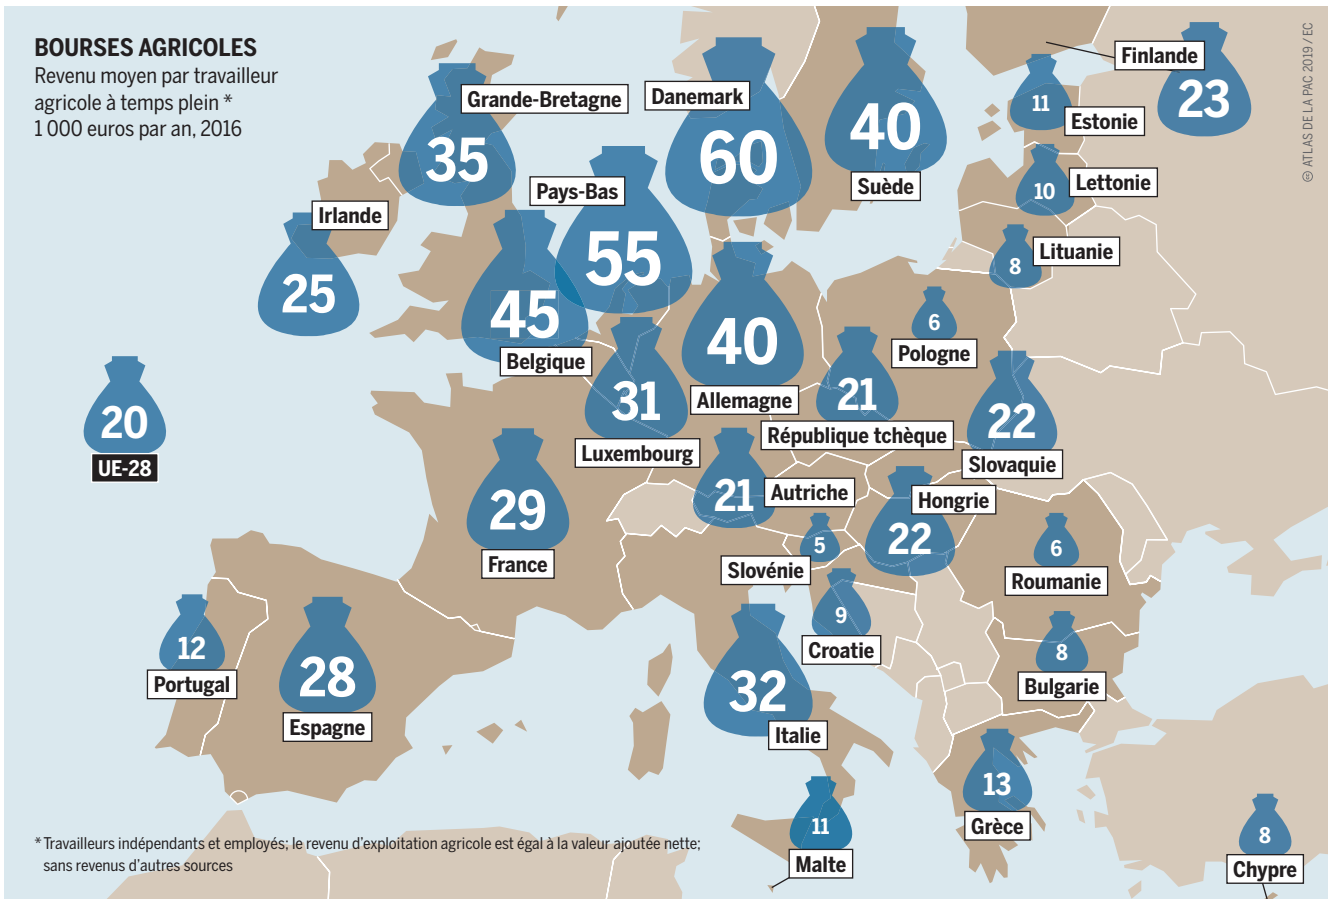 BOURSES AGRICOLES
Revenu moyen par travailleur
agricole à temps plein *
1 000 euros par an, 2016
Finlande
23
Grande-Bretagne
35
Danemark
60
40
Suède
11
Estonie
10
Lettonie
Pays-Bas
55
Irlande
25
8
Lituanie
45
Belgique
40
Allemagne
6
Pologne
31
Luxembourg
21
République tchèque
22
Slovaquie
20
UE-28
29
France
21
Autriche
Hongrie
22
5
Slovénie
6
Roumanie
9
Croatie
12
Portugal
28
Espagne
8
Bulgarie
32
Italie
13
Grèce
11
Malte
8
Chypre
* Travailleurs indépendants et employés; le revenu d'exploitation agricole est égal à la valeur ajoutée nette;
sans revenus d'autres sources
cc ATLAS DE LA PAC 2019 / EC